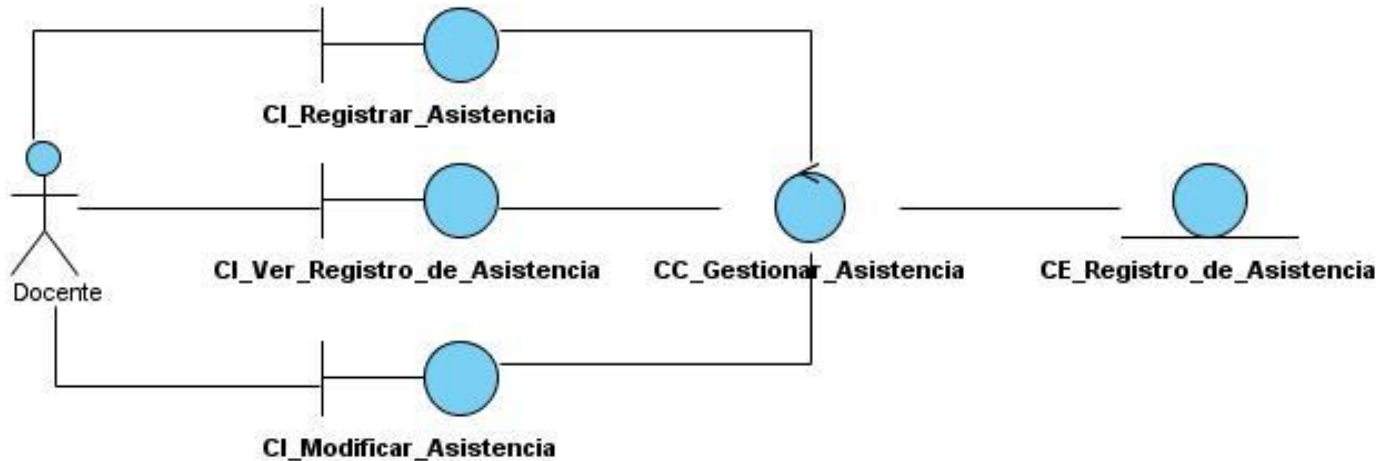 CI_Registrar_Asistencia
Docente
CI_Ver_Registro_de_Asistencia
CC_Gestionar_Asistencia
CE_Registro_de_Asistencia
CI_Modificar_Asistencia